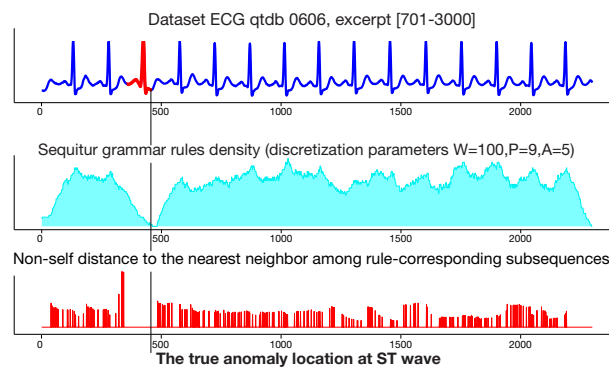 Dataset ECG qtdb 0606, excerpt [701-3000]
0 500 1000 1500 2000
Sequitur grammar rules density (discretization parameters W=100,P=9,A=5)
0 500 1000 1500 2000
Non-self distance to the nearest neighbor among rule-corresponding subsequences
0 500 1000 1500 2000
The true anomaly location at ST wave